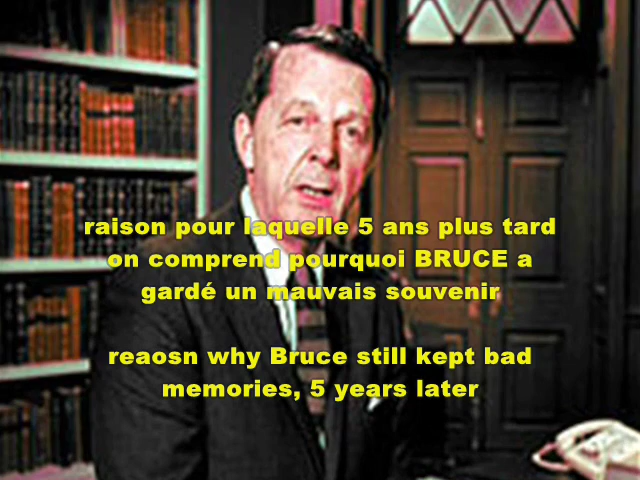 raison pour laquelle 5 ans plus tard
on comprend pourquoi BRUCE a
gardé un mauvais souvenir
reaosn why Bruce still kept bad
memories, 5 years later